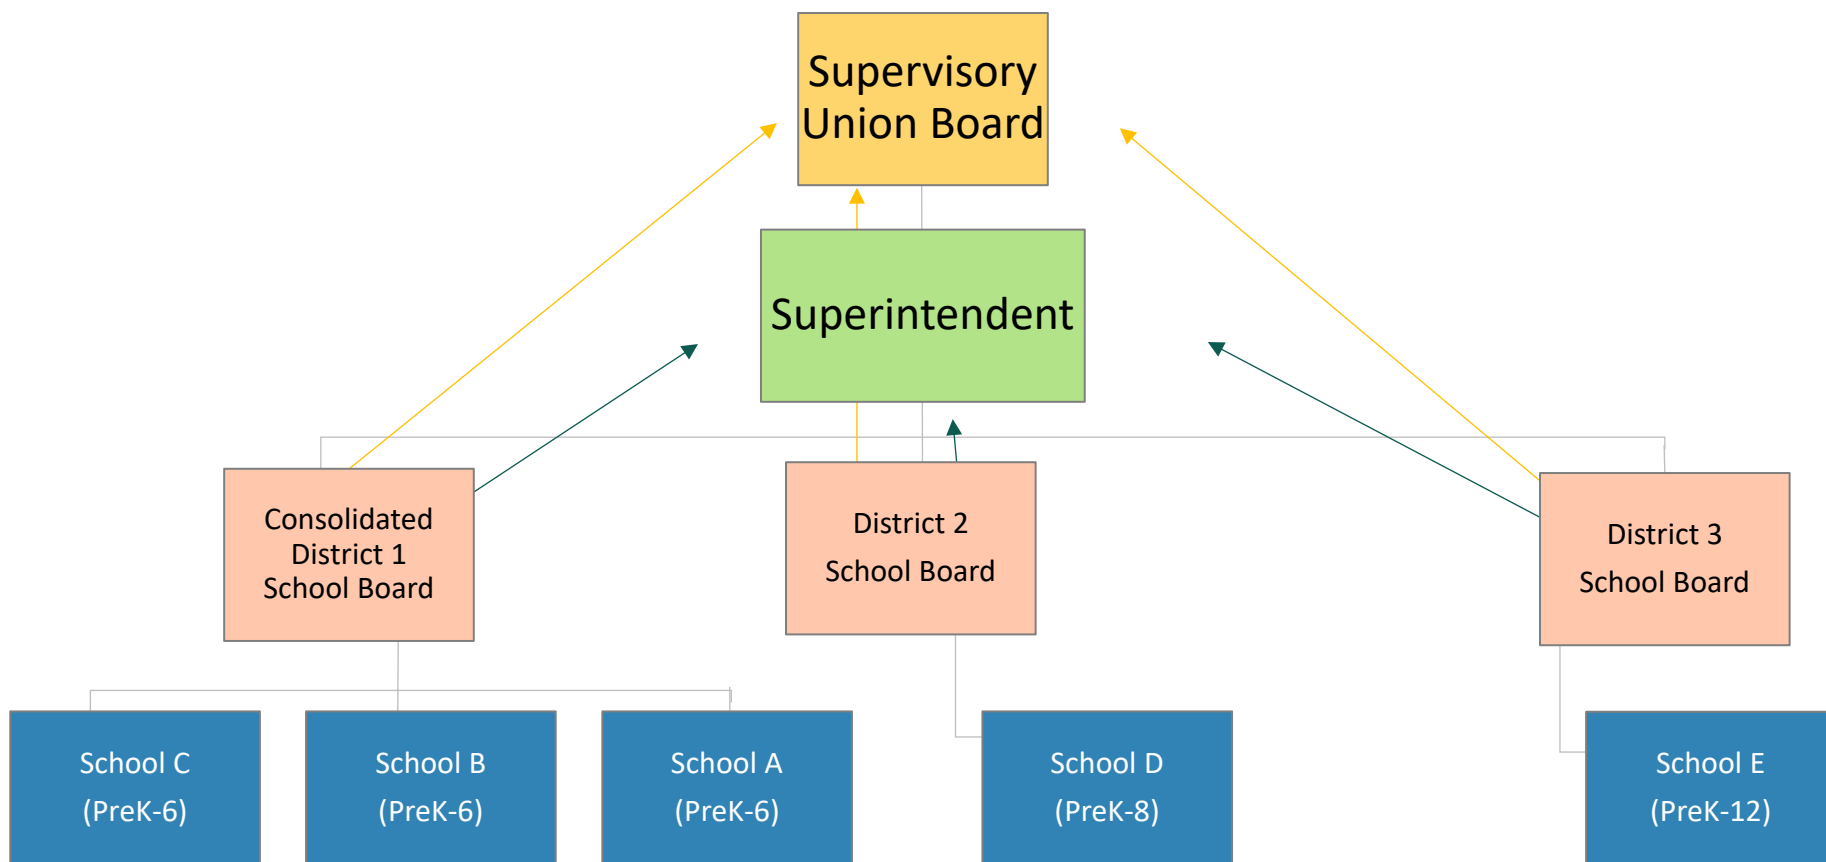 Supervisory
Union Board
Superintendent
Consolidated
District 1
School Board
District 2
School Board
District 3
School Board
School C
(PreK-6)
School B
(PreK-6)
School A
(PreK-6)
School D
(PreK-8)
School E
(PreK-12)